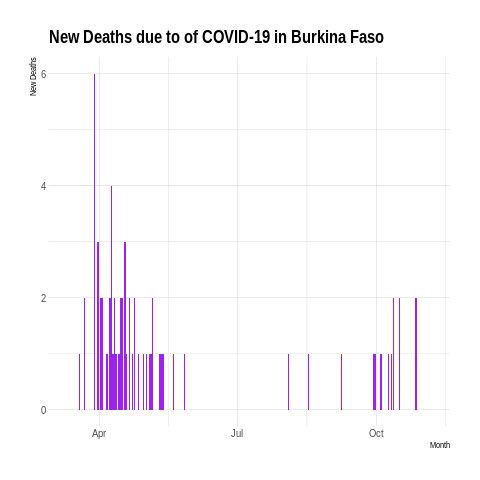 New Deaths due to of COVID-19 in Burkina Faso
New Deaths
6
4
2
0
Apr
Jul
Oct
Month